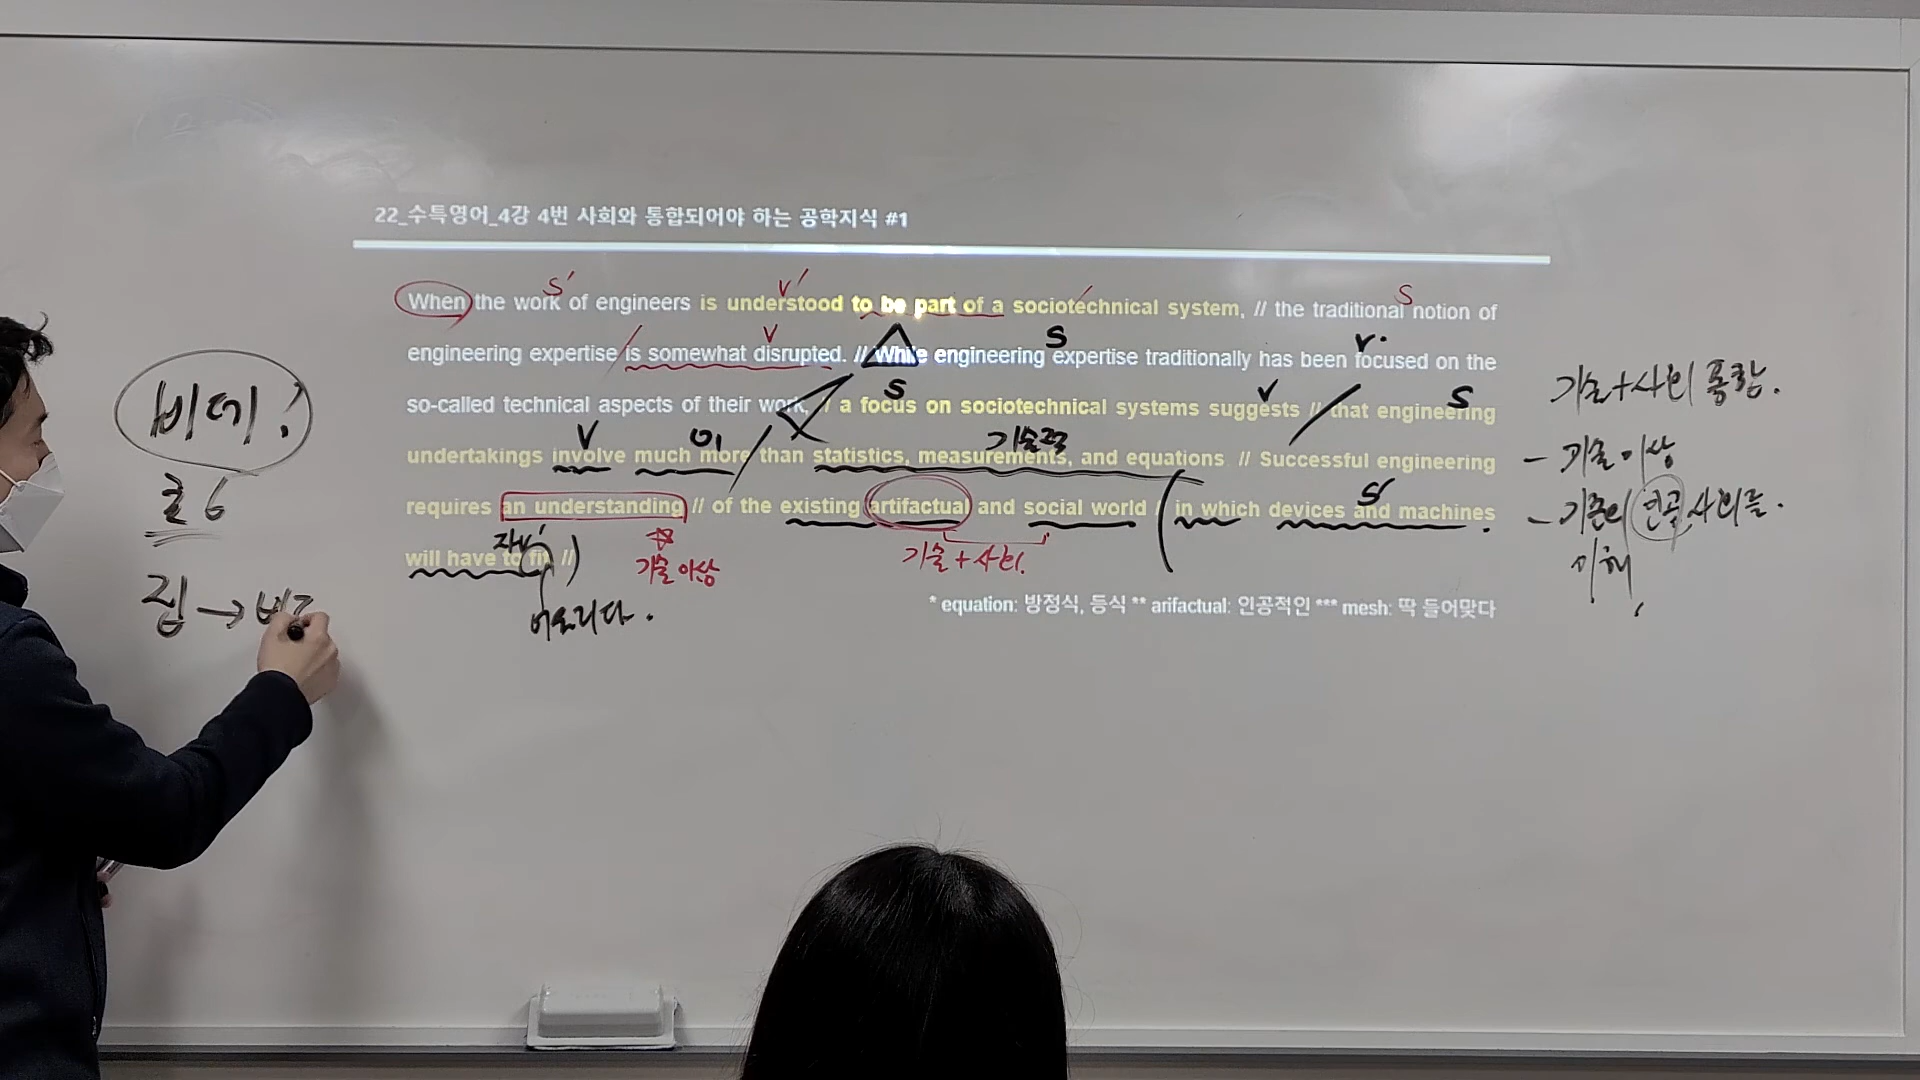 22_수특영어_4강 4번 사회와 통합되어야 하는 공학지식 #1
When the work of engineers is understood to be part of a sociotechnical system, // the traditional notion of
engineering expertise is somewhat disrupted. // While engineering expertise traditionally has been focused on the
so-called technical aspects of their work, // a focus on sociotechnical systems suggests // that engineering
undertakings involve much more than statistics, measurements, and equations // Successful engineering
requires an understanding // of the existing artifactual and social world / in which devices and machines
will have to fit //
* equation: 방정식, 등식 ** arifactual: 인공적인 *** mesh: 딱 들어맞다
S'
V'
S
V
S
V.
S
V
S
V
기술적
S'
자V'
기술 이상
기술+사회.
어울리다.
비데!
초6
집 →
기술+사회 통합.
- 기술 이상
- 기존의 인공,사회를.
이해